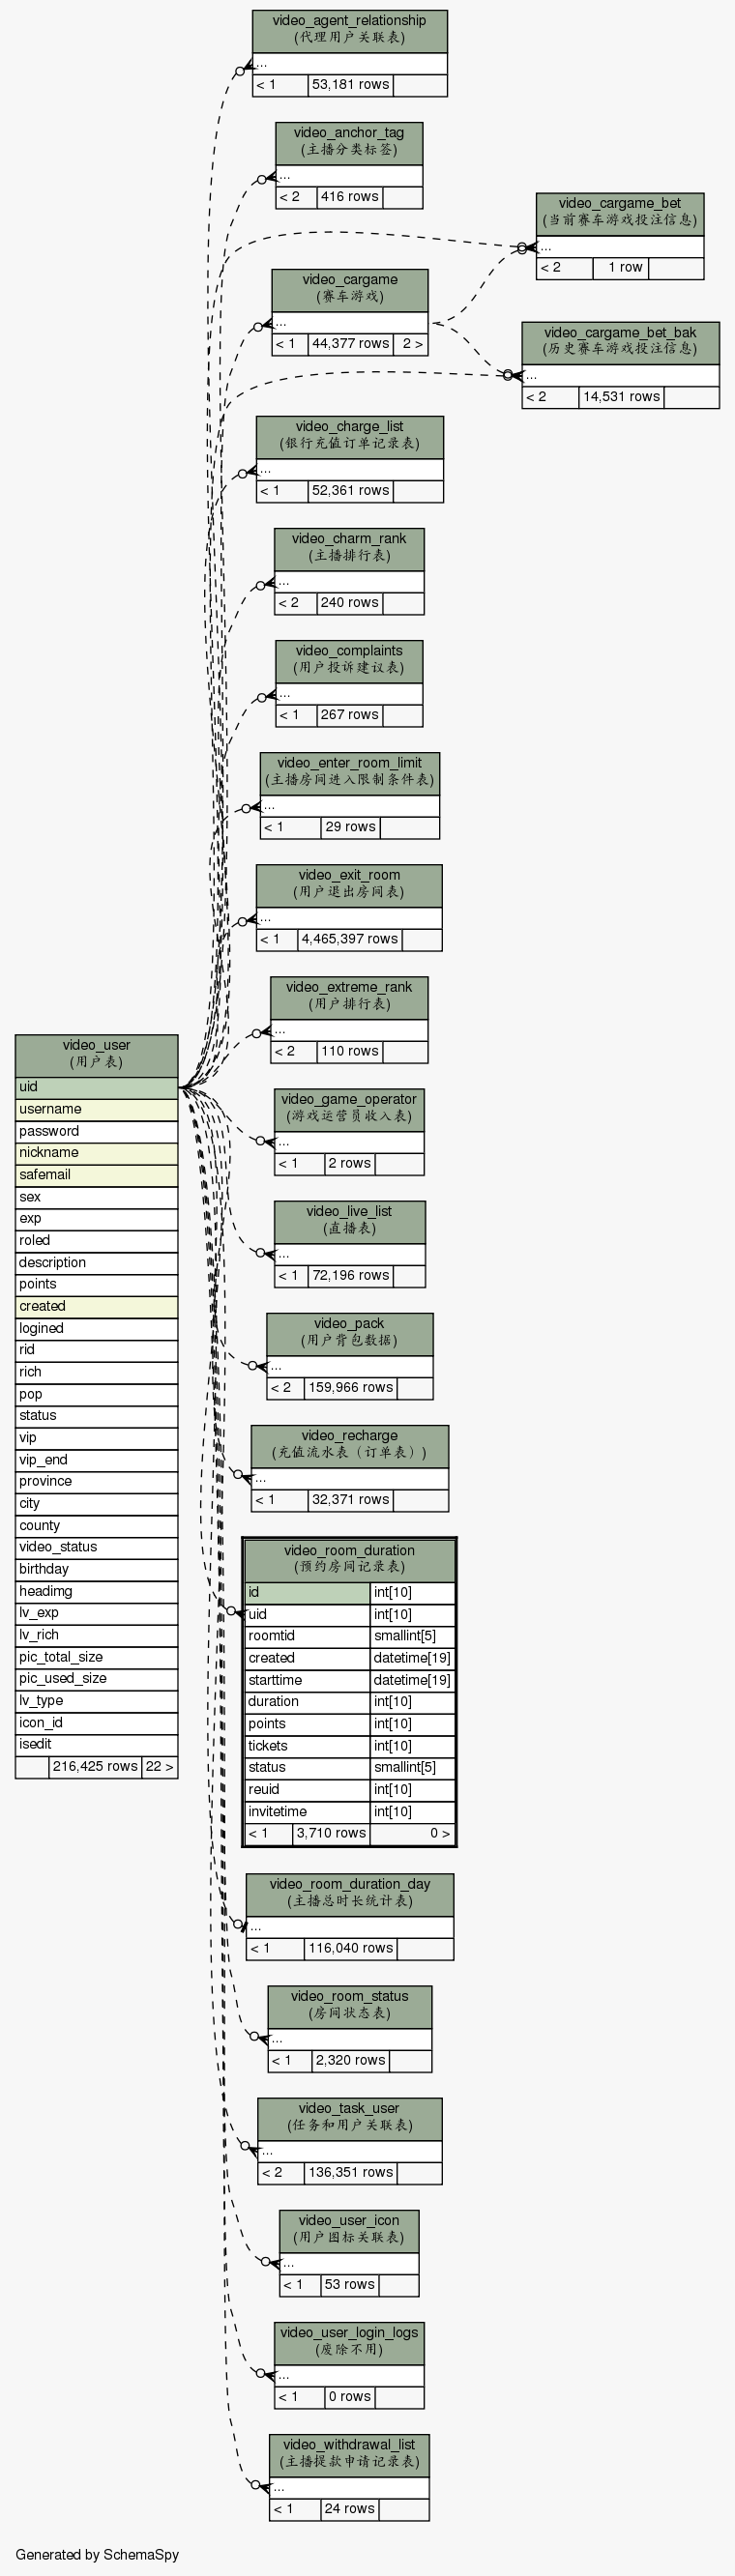 video_agent_relationship
(代理用户关联表)
...
< 1 53,181 rows
video_anchor_tag
(主播分类标签)
...
< 2 416 rows
video_cargame_bet
(当前赛车游戏投注信息)
...
< 2 1 row
video_cargame
(赛车游戏)
...
< 1 44,377 rows 2 >
video_cargame_bet_bak
(历史赛车游戏投注信息)
...
< 2 14,531 rows
video_charge_list
(银行充值订单记录表)
...
< 1 52,361 rows
video_charm_rank
(主播排行表)
...
< 2 240 rows
video_complaints
(用户投诉建议表)
...
< 1 267 rows
video_enter_room_limit
(主播房间进入限制条件表)
...
< 1 29 rows
video_exit_room
(用户退出房间表)
...
< 1 4,465,397 rows
video_extreme_rank
(用户排行表)
...
< 2 110 rows
video_user
(用户表)
uid
username
password
nickname
safemail
sex
exp
roled
description
points
created
logined
rid
rich
pop
status
vip
vip_end
province
city
county
video_status
birthday
headimg
lv_exp
lv_rich
pic_total_size
pic_used_size
lv_type
icon_id
isedit
216,425 rows 22 >
video_game_operator
(游戏运营员收入表)
...
< 1 2 rows
video_live_list
(直播表)
...
< 1 72,196 rows
video_pack
(用户背包数据)
...
< 2 159,966 rows
video_recharge
(充值流水表（订单表）)
...
< 1 32,371 rows
video_room_duration
(预约房间记录表)
id int[10]
uid int[10]
roomtid smallint[5]
created datetime[19]
starttime datetime[19]
duration int[10]
points int[10]
tickets int[10]
status smallint[5]
reuid int[10]
invitetime int[10]
< 1 3,710 rows 0 >
video_room_duration_day
(主播总时长统计表)
...
< 1 116,040 rows
video_room_status
(房间状态表)
...
< 1 2,320 rows
video_task_user
(任务和用户关联表)
...
< 2 136,351 rows
video_user_icon
(用户图标关联表)
...
< 1 53 rows
video_user_login_logs
(废除不用)
...
< 1 0 rows
video_withdrawal_list
(主播提款申请记录表)
...
< 1 24 rows
Generated by SchemaSpy